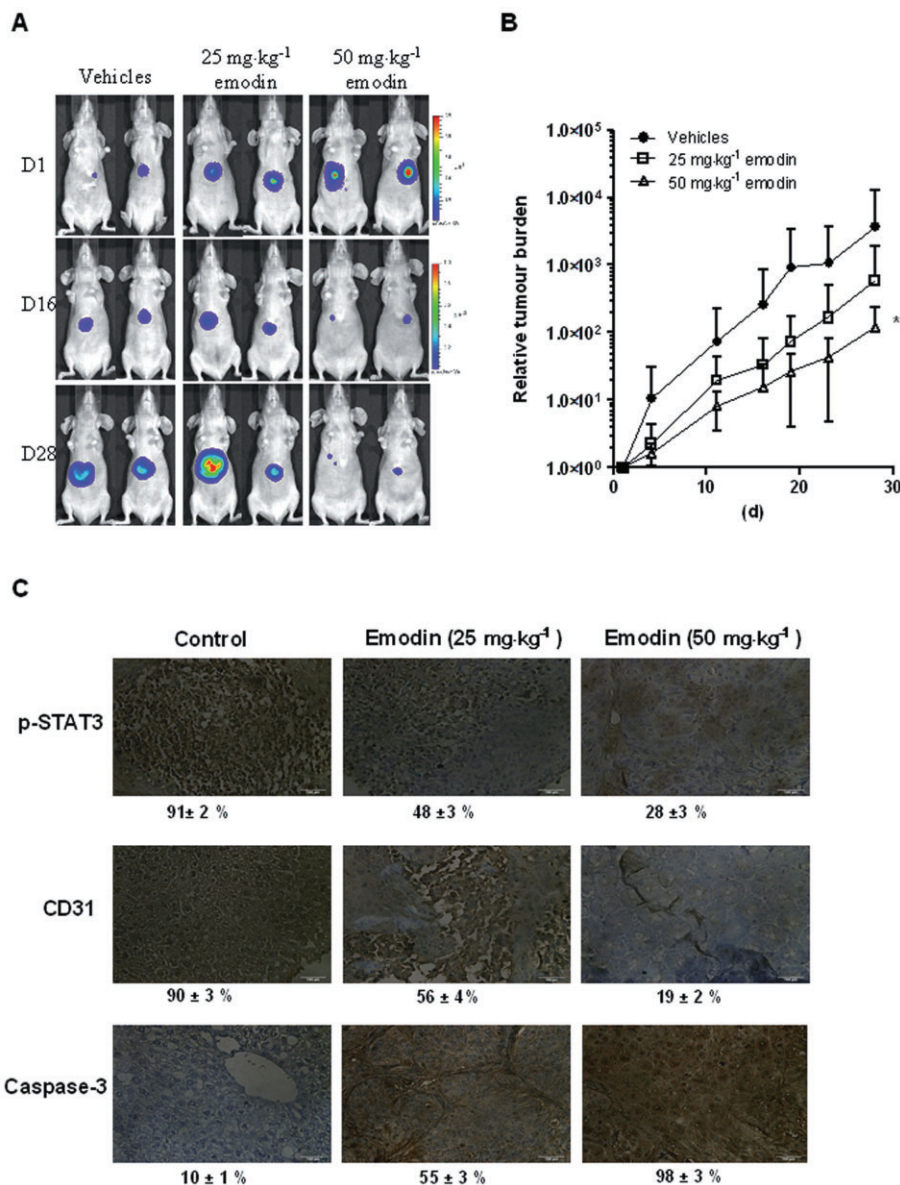 A
Vehicles
25 mg·kg⁻¹
emodin
50 mg·kg⁻¹
emodin
D1
D16
D28
B
Relative tumour burden
1.0×10⁵
1.0×10⁴
1.0×10³
1.0×10²
1.0×10¹
1.0×10⁰
Vehicles
25 mg·kg⁻¹ emodin
50 mg·kg⁻¹ emodin
*
0
10
20
30
(d)
C
Control
Emodin (25 mg·kg⁻¹ )
Emodin (50 mg·kg⁻¹ )
p-STAT3
91± 2 %
48 ±3 %
28 ±3 %
CD31
90 ± 3 %
56 ± 4%
19 ± 2 %
Caspase-3
10 ± 1 %
55 ± 3 %
98 ± 3 %